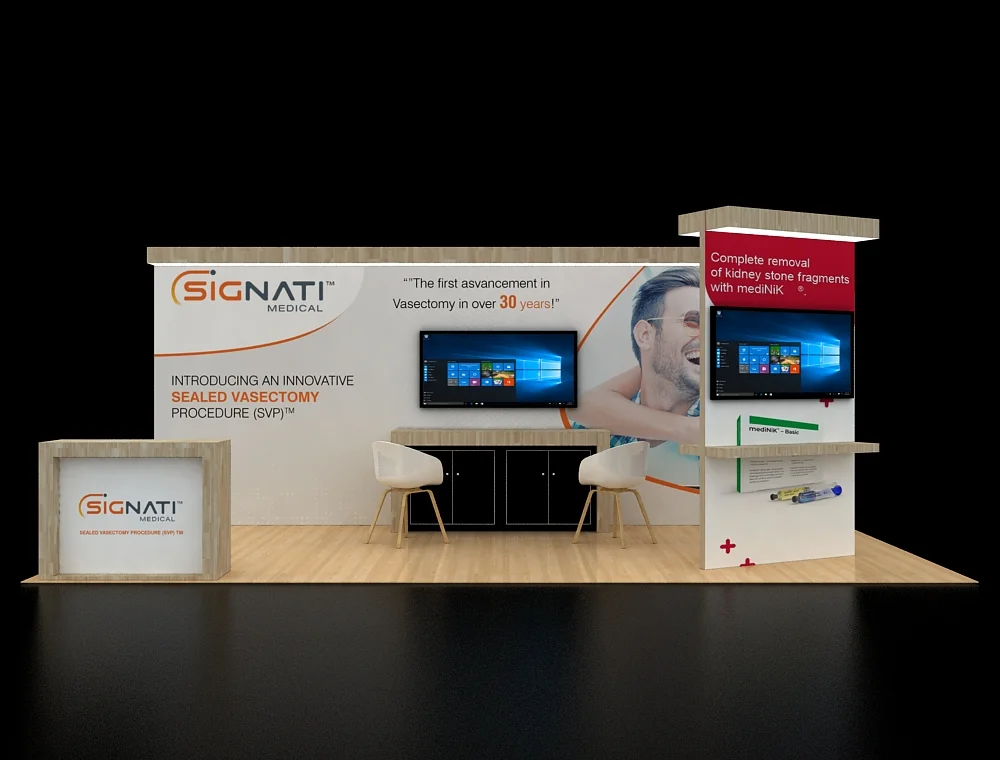 SIGNATI™
MEDICAL
“"The first asvancement in
Vasectomy in over 30 years!”
INTRODUCING AN INNOVATIVE
SEALED VASECTOMY
PROCEDURE (SVP)™
Complete removal
of kidney stone fragments
with mediNiK ®.
mediNiK™ - Basic
SIGNATI™
MEDICAL
SEALED VASECTOMY PROCEDURE (SVP) TM